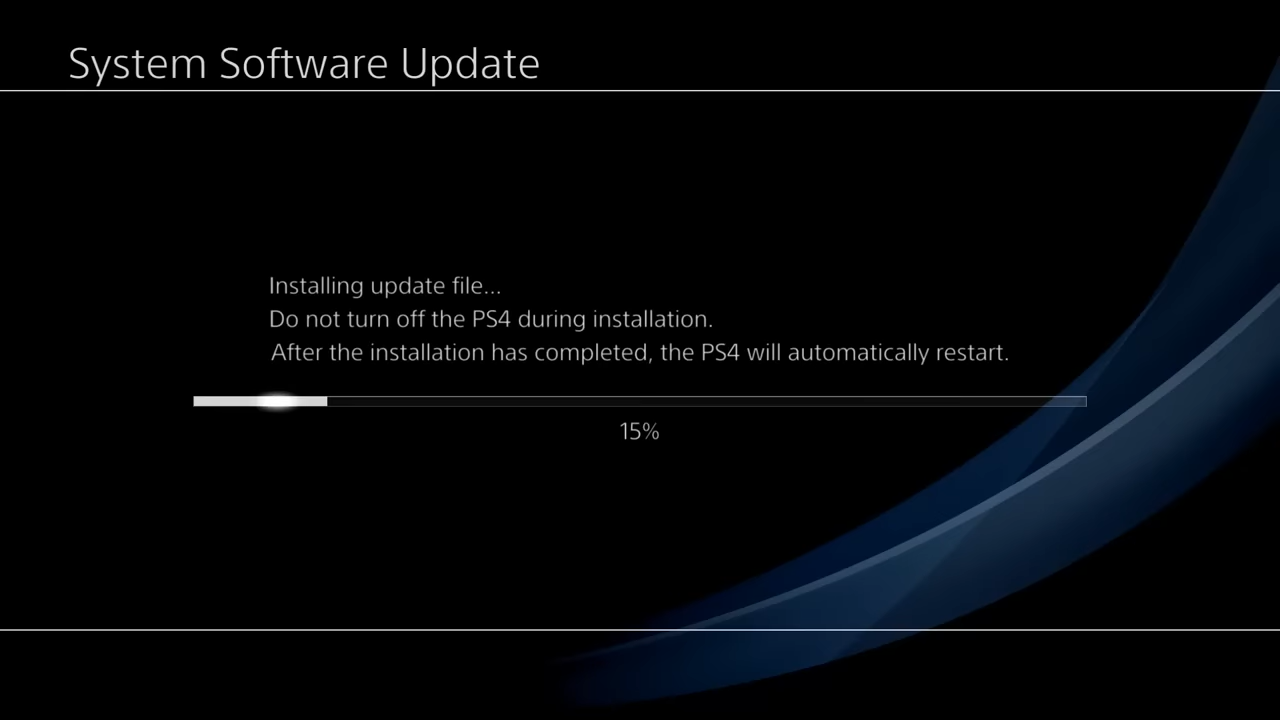 System Software Update
Installing update file...
Do not turn off the PS4 during installation.
After the installation has completed, the PS4 will automatically restart.
15%